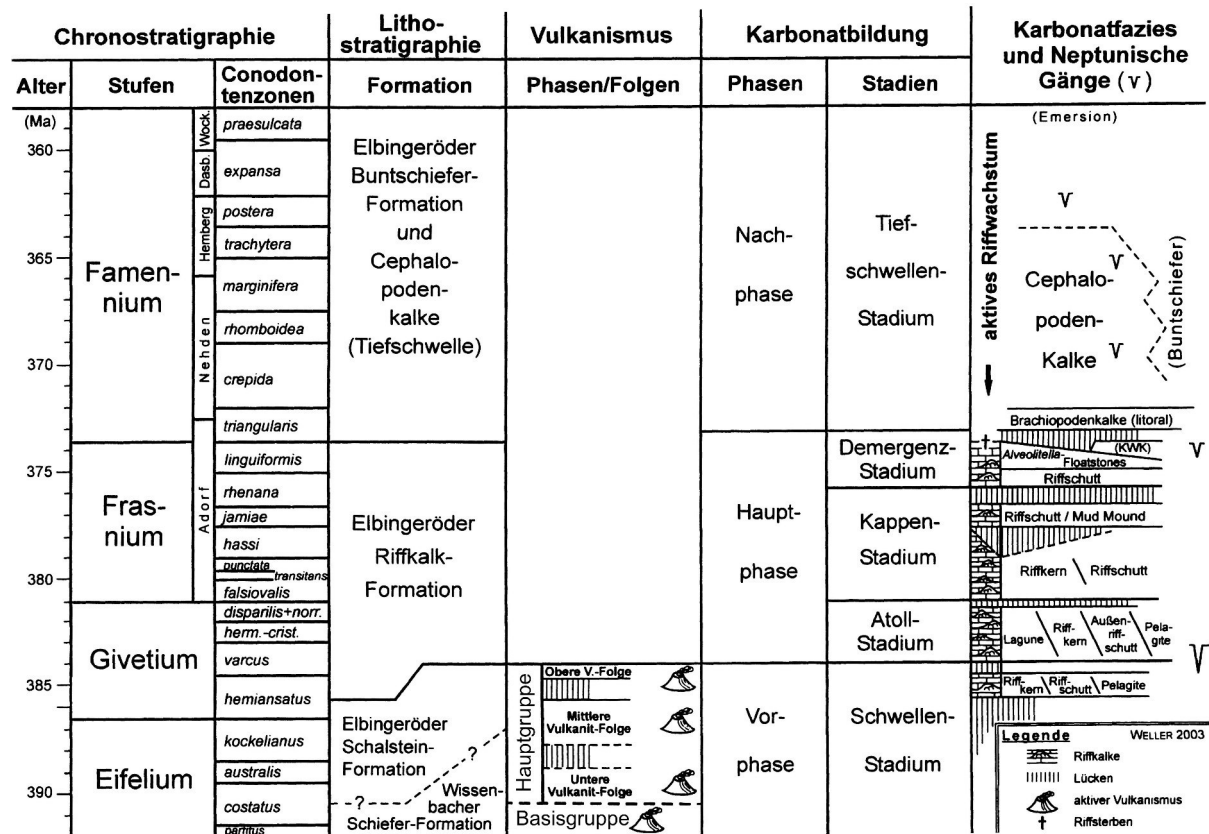 Chronostratigraphie
Litho-
stratigraphie
Vulkanismus
Karbonatbildung
Karbonatfazies
und Neptunische
Gänge (V)
Alter
Stufen
Conodon-
tenzonen
Formation
Phasen/Folgen
Phasen
Stadien
(Ma)
360
365
370
375
380
385
390
Famen-
nium
Fras-
nium
Givetium
Eifelium
Wock.
Dasb.
Hemberg
Nehden
Adorf
praesulcata
expansa
postera
trachytera
marginifera
rhomboidea
crepida
triangularis
linguiformis
rhenana
jamiae
hassi
punctata
transitans
falsiovalis
disparilis+norr.
herm.-crist.
varcus
hemiansatus
kockelianus
australis
costatus
partitus
Elbingeröder
Buntschiefer-
Formation
und
Cephalo-
poden-
kalke
(Tiefschwelle)
Elbingeröder
Riffkalk-
Formation
Elbingeröder
Schalstein-
Formation
?
?
Wissen-
bacher
Schiefer-Formation
Hauptgruppe
Obere V.-Folge
Mittlere
Vulkanit-Folge
Untere
Vulkanit-Folge
Basisgruppe
Nach-
phase
Haupt-
phase
Vor-
phase
Tief-
schwellen-
Stadium
Demergenz-
Stadium
Kappen-
Stadium
Atoll-
Stadium
Schwellen-
Stadium
aktives Riffwachstum
(Emersion)
V
V
Cephalo-
poden-
Kalke
V
(Buntschiefer)
Brachiopodenkalke (litoral)
†
(KWK)
V
Alveolitella-
Floatstones
Riffschutt
Riffschutt / Mud Mound
Riffkern \ Riffschutt
Lagune
Riff-
kern
Außen-
riff-
schutt
Pela-
gite
V
Riff-
kern
Riff-
schutt
Pelagite
Legende
WELLER 2003
Riffkalke
Lücken
aktiver Vulkanismus
† Riffsterben